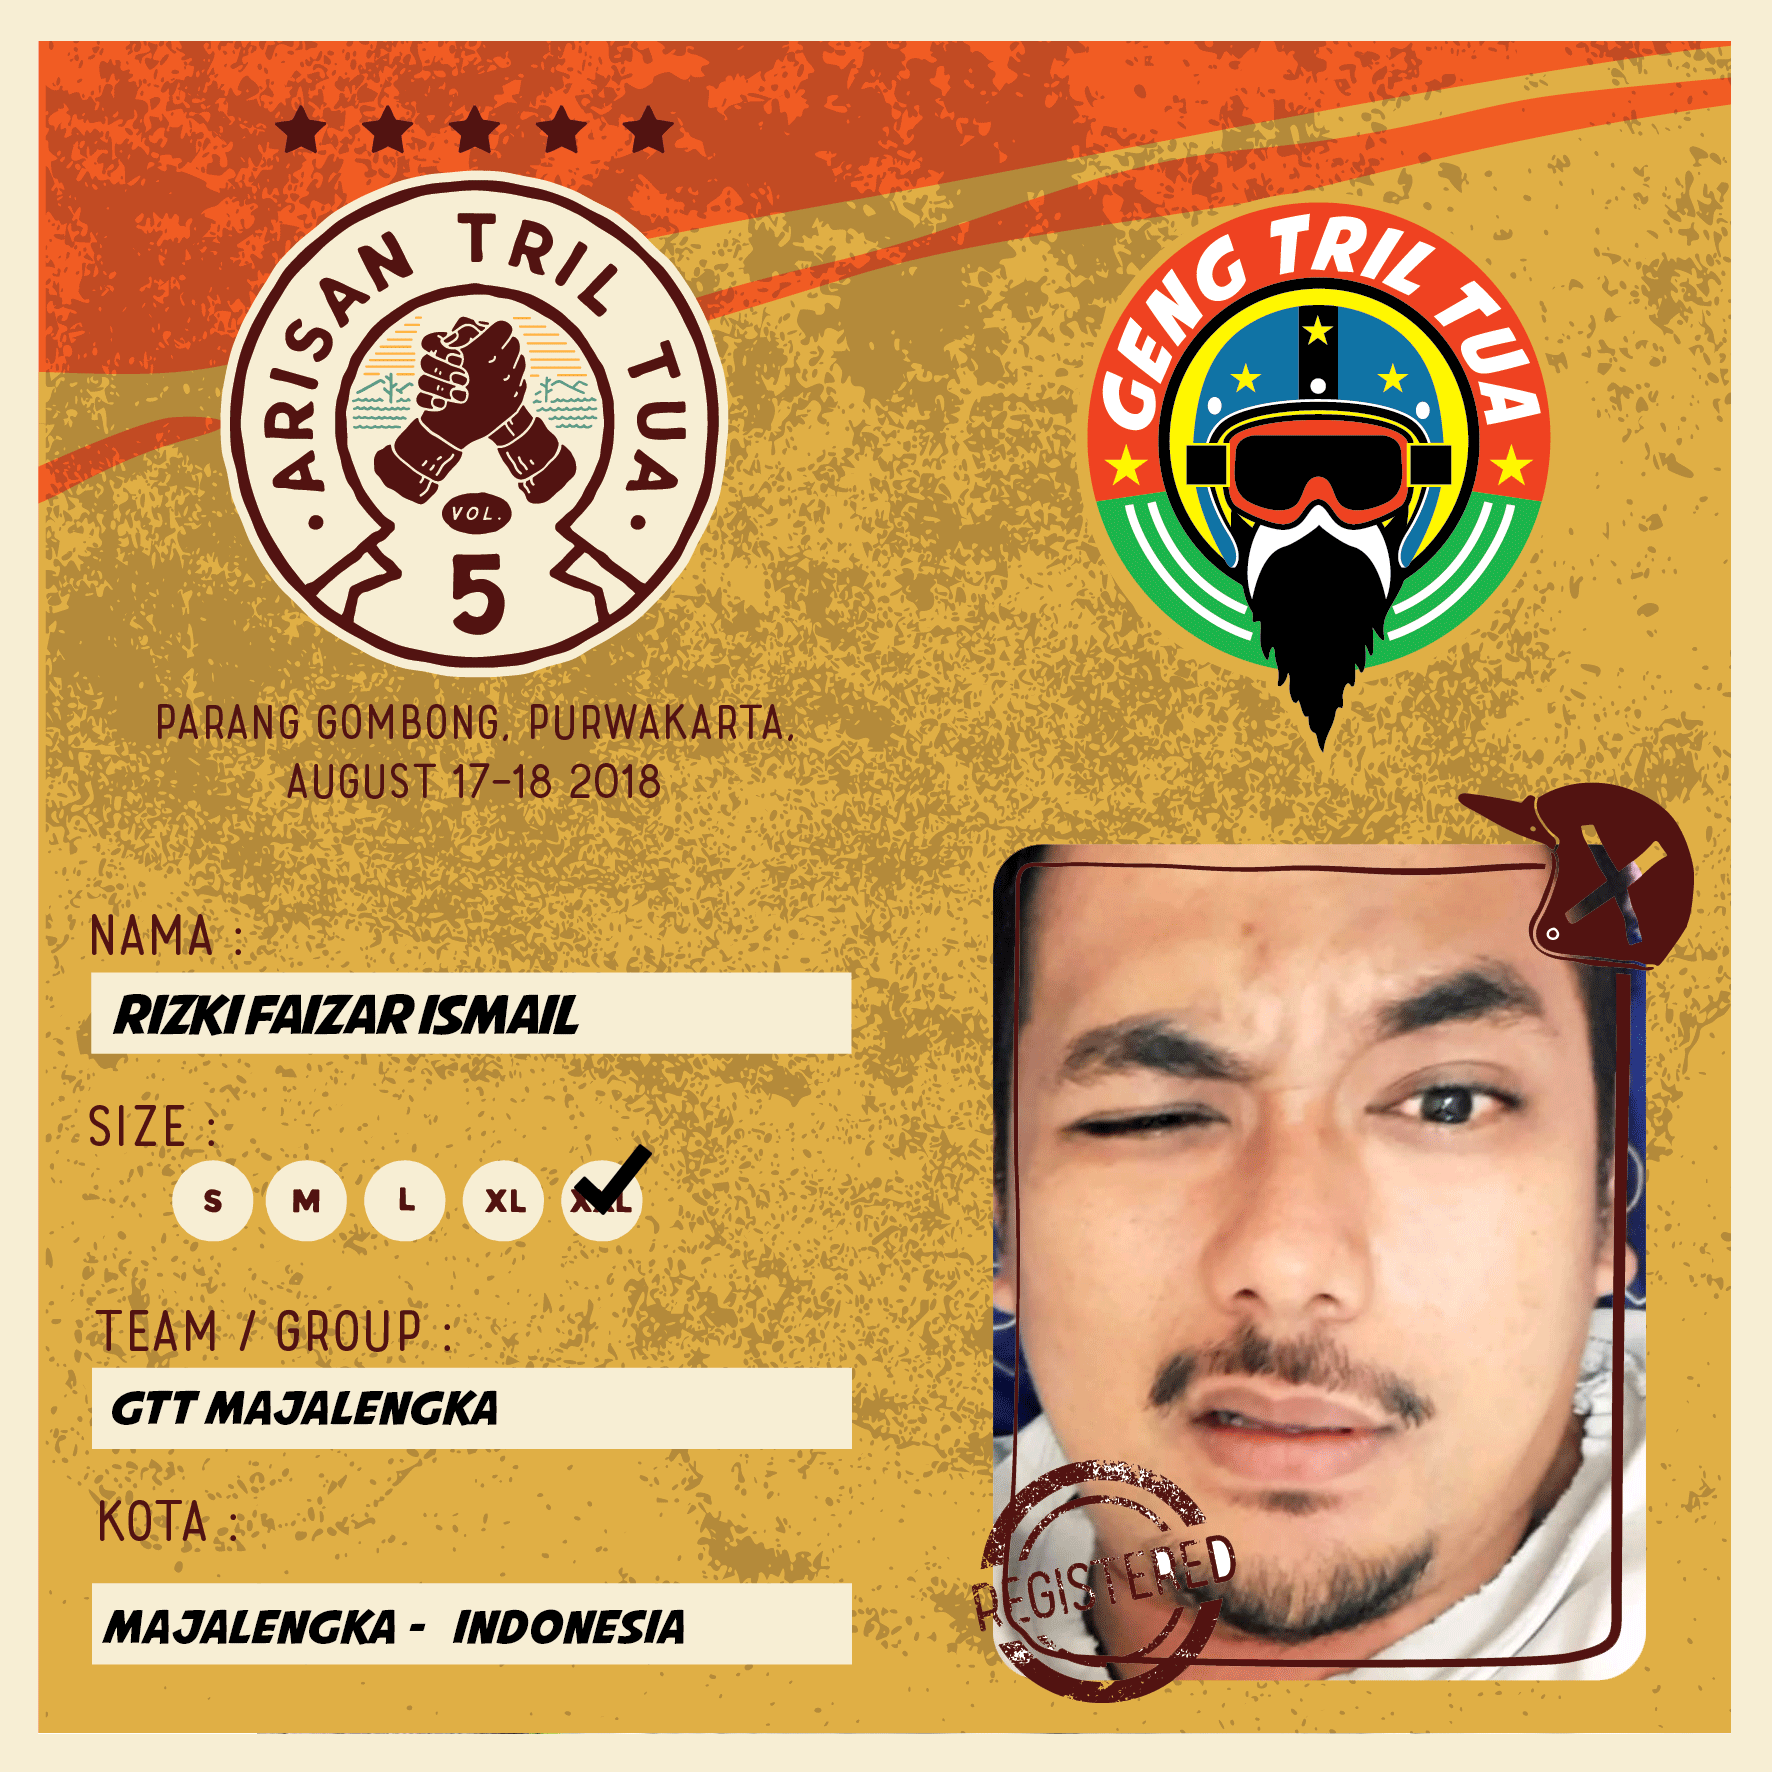 ARISAN TRIL TUA
VOL.
5
GENG TRIL TUA
PARANG GOMBONG, PURWAKARTA,
AUGUST 17-18 2018
NAMA :
RIZKI FAIZAR ISMAIL
SIZE :
S M L XL XXL
TEAM / GROUP :
GTT MAJALENGKA
KOTA :
MAJALENGKA - INDONESIA
REGISTERED